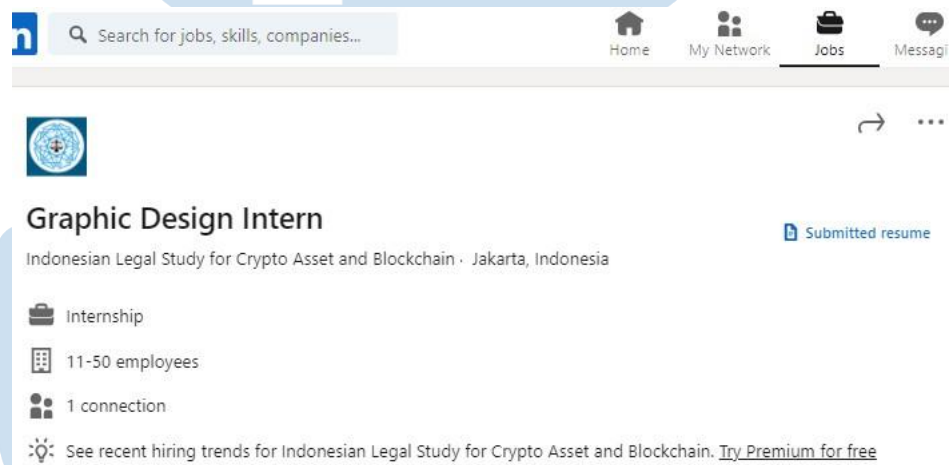 n
Search for jobs, skills, companies...
Home
My Network
Jobs
Messagi
Graphic Design Intern
Submitted resume
Indonesian Legal Study for Crypto Asset and Blockchain · Jakarta, Indonesia
Internship
11-50 employees
1 connection
See recent hiring trends for Indonesian Legal Study for Crypto Asset and Blockchain. Try Premium for free